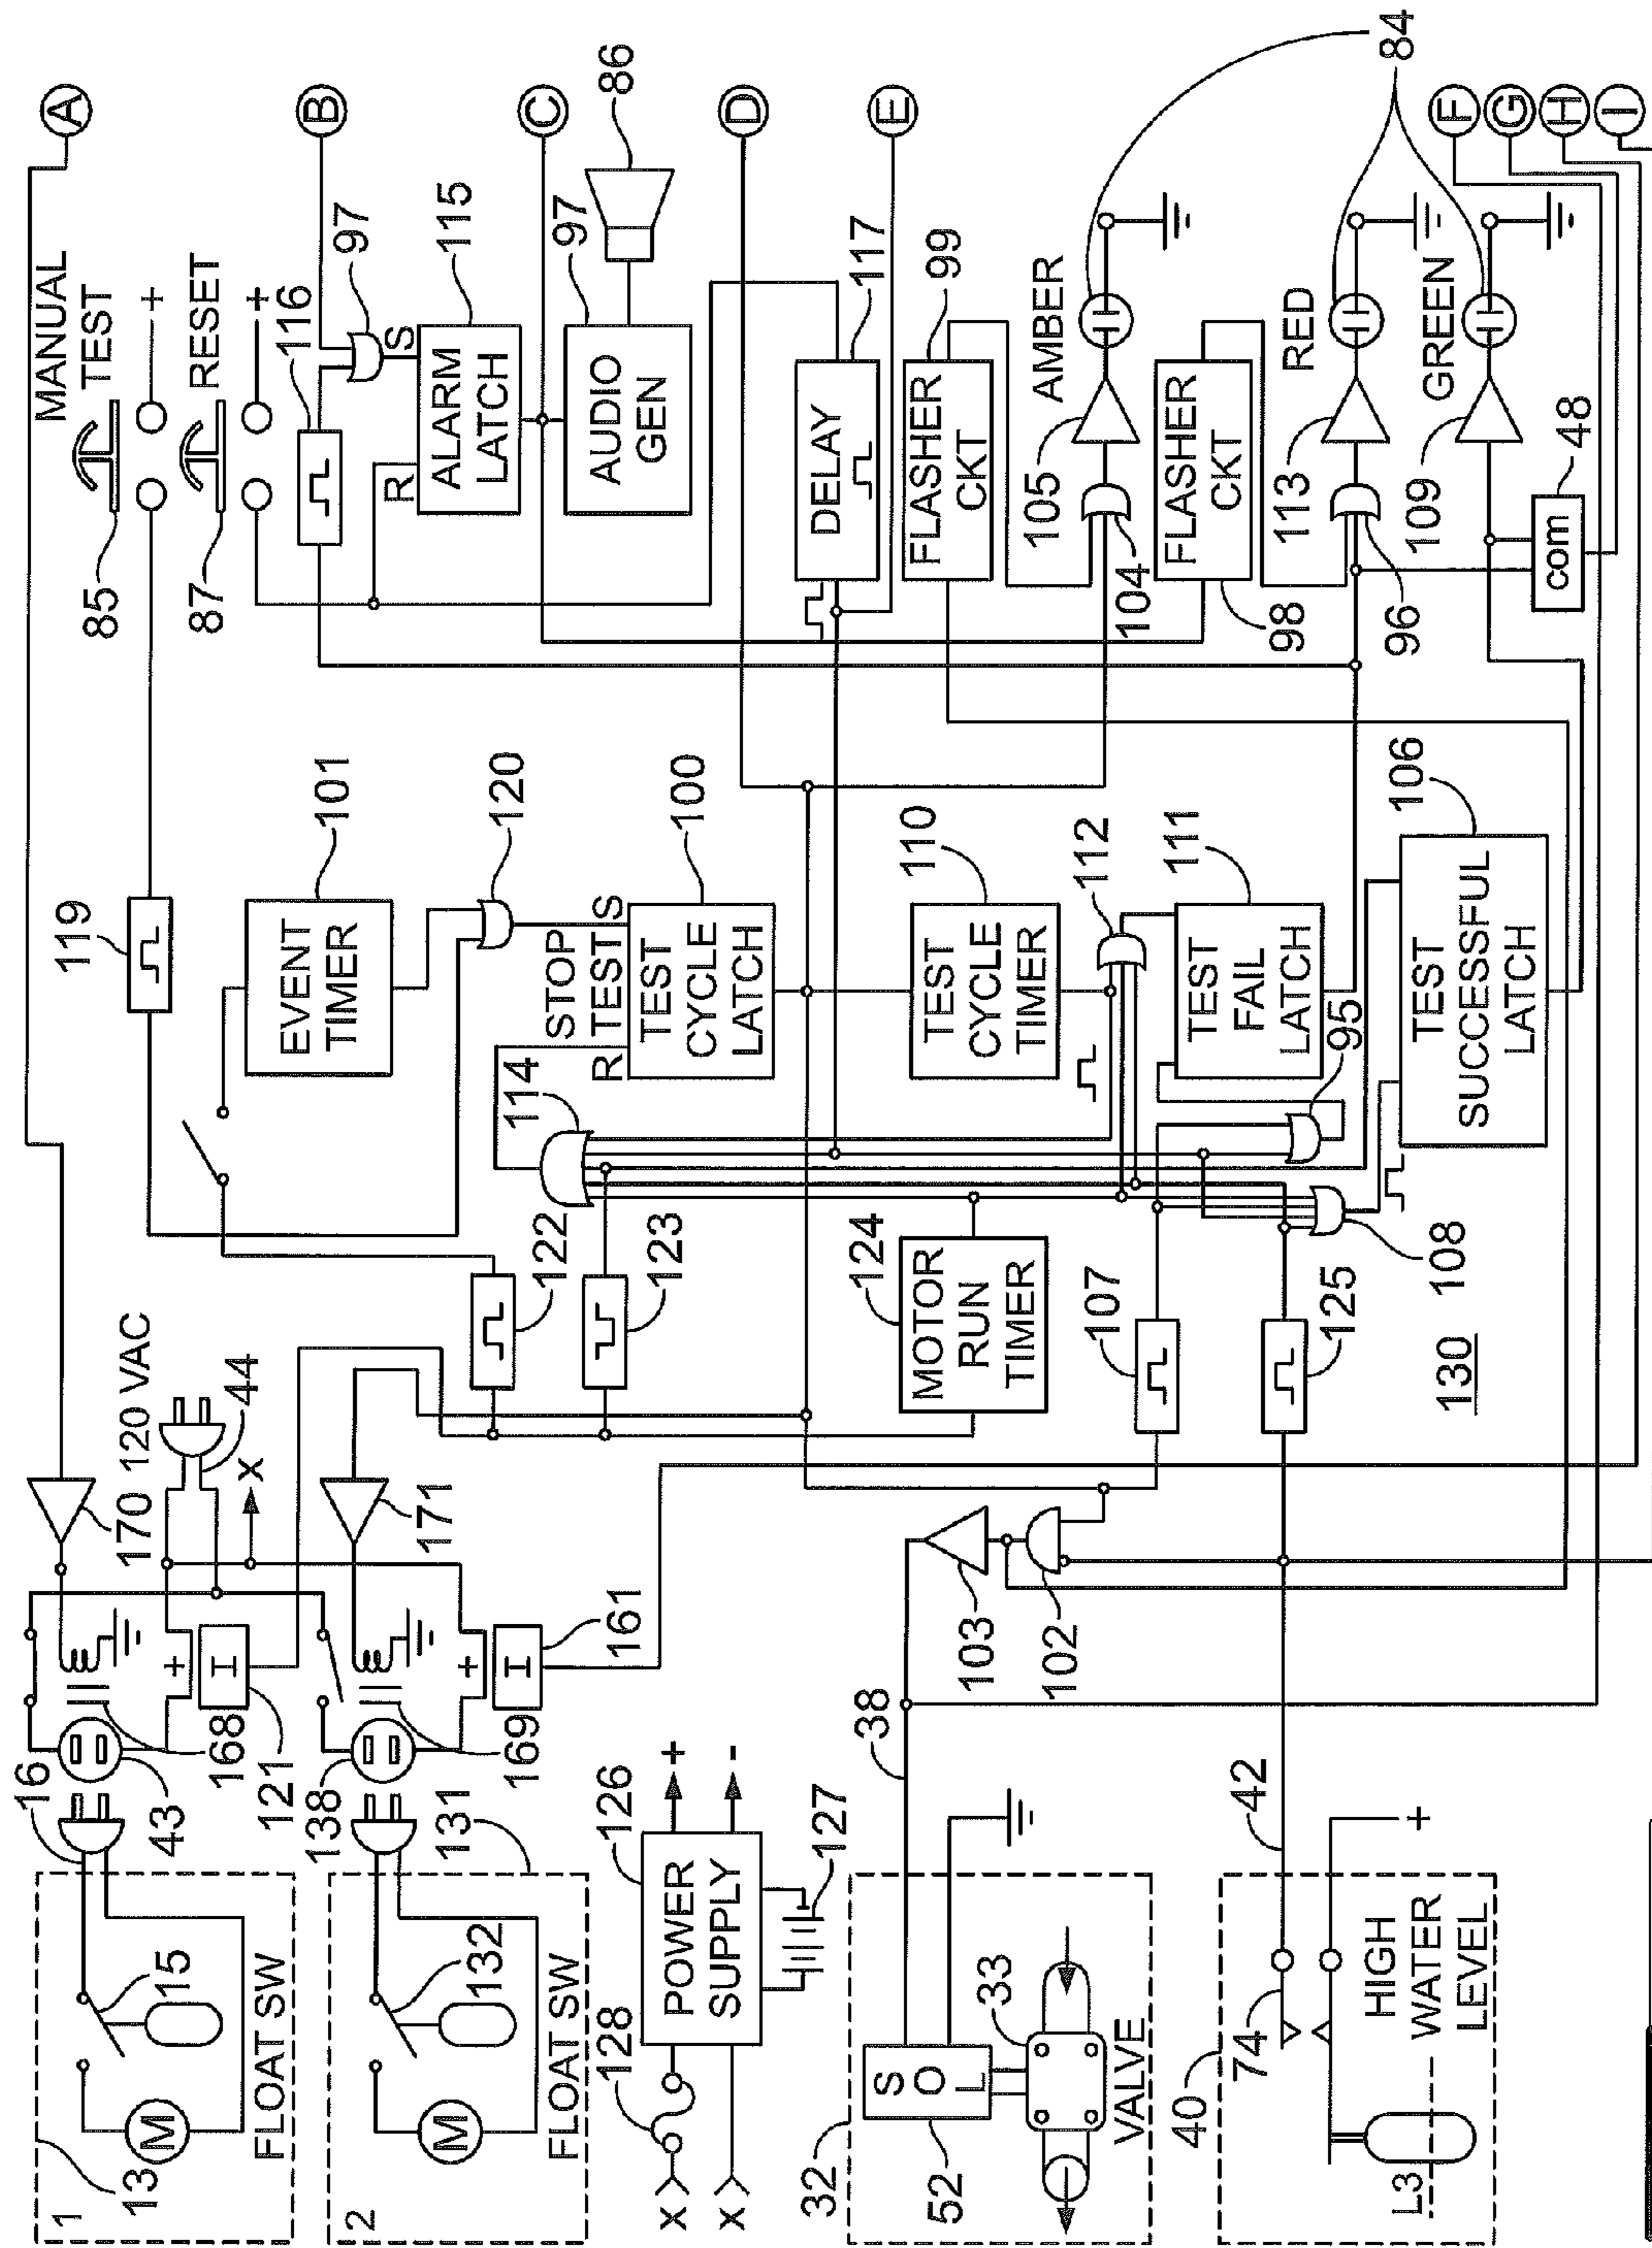 MANUAL
A
TEST
85
+
RESET
87
+
116
B
97
S
R
ALARM
LATCH
115
C
AUDIO
GEN
97
86
D
DELAY
117
E
FLASHER
CKT
99
AMBER
105
104
84
FLASHER
CKT
98
RED
113
96
GREEN
109
com
48
F
G
H
I
119
EVENT
TIMER
101
120
STOP
TEST
R
S
TEST
CYCLE
LATCH
100
114
TEST
CYCLE
TIMER
110
112
TEST
FAIL
LATCH
111
95
TEST
SUCCESSFUL
LATCH
106
122
123
MOTOR
RUN
TIMER
124
107
125
108
130
170
120 VAC
44
X
171
+
I
168
121
+
I
169
161
103
102
38
42
16
43
138
131
1
13
M
15
FLOAT SW
2
M
132
FLOAT SW
128
X
X
POWER
SUPPLY
126
+
-
127
32
S
O
L
52
33
VALVE
40
74
HIGH
WATER
LEVEL
+
L3